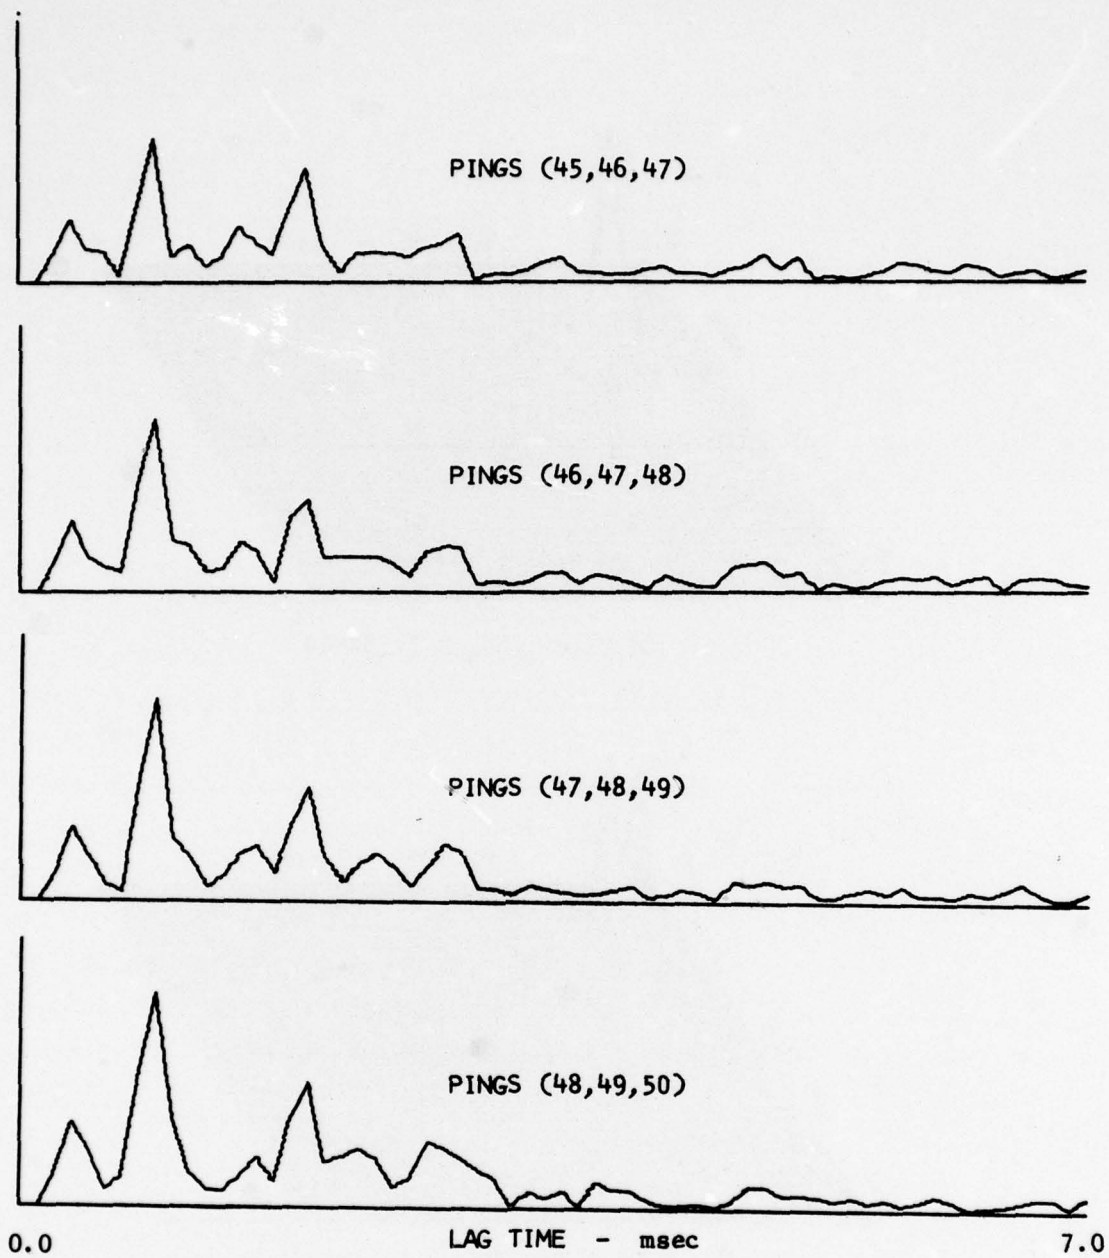 PINGS (45,46,47)
PINGS (46,47,48)
PINGS (47,48,49)
PINGS (48,49,50)
0.0 LAG TIME - msec 7.0